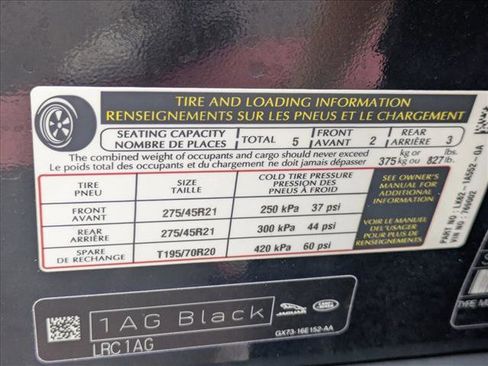 TIRE AND LOADING INFORMATION
RENSEIGNEMENTS SUR LES PNEUS ET LE CHARGEMENT
SEATING CAPACITY TOTAL 5 FRONT 2 REAR 3
NOMBRE DE PLACES AVANT ARRIÈRE
The combined weight of occupants and cargo should never exceed
Le poids total des occupants et du chargement ne doit jamais dépasser
375 kg or ou 827 lbs. lb.
TIRE
PNEU
SIZE
TAILLE
COLD TIRE PRESSURE
PRESSION DES
PNEUS À FROID
SEE OWNER'S
MANUAL FOR
ADDITIONAL
INFORMATION
VOIR LE MANUEL
DE L'USAGER
POUR PLUS DE
RENSEIGNEMENTS
FRONT
AVANT
275/45R21
250 kPa 37 psi
REAR
ARRIÈRE
275/45R21
300 kPa 44 psi
SPARE
DE RECHANGE
T195/70R20
420 kPa 60 psi
1AG Black
LRC1AG
JAGUAR
LAND ROVER
GX73-16E152-AA